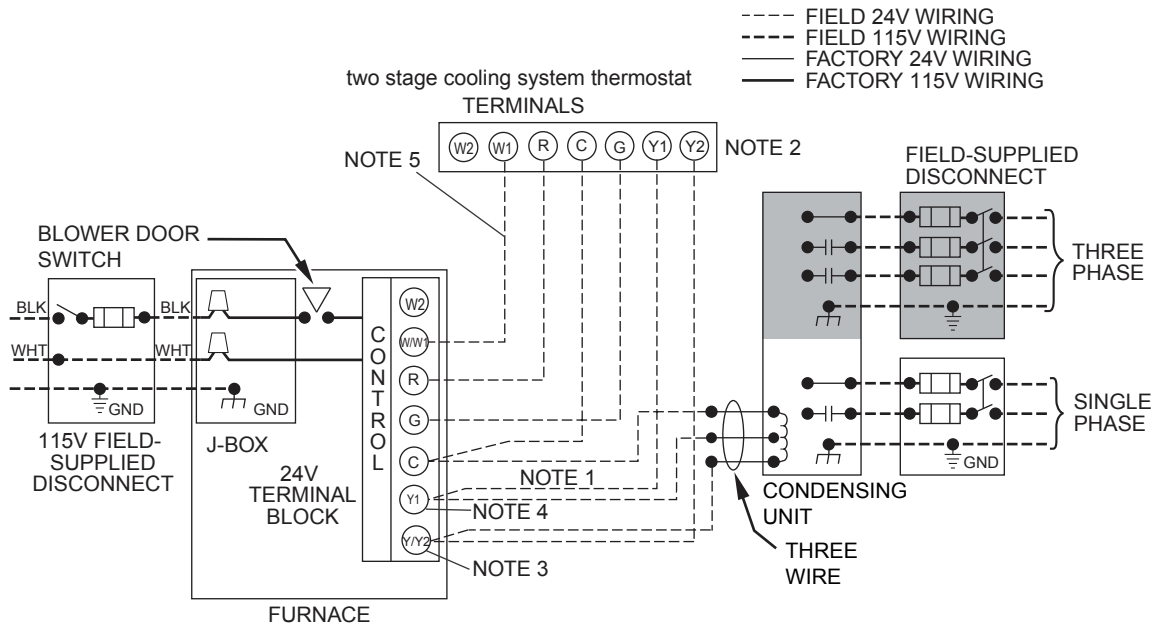 FIELD 24V WIRING
FIELD 115V WIRING
FACTORY 24V WIRING
FACTORY 115V WIRING
two stage cooling system thermostat
TERMINALS
W2 W1 R C G Y1 Y2
NOTE 2
NOTE 5
FIELD-SUPPLIED
DISCONNECT
THREE
PHASE
BLOWER DOOR
SWITCH
BLK
BLK
WHT
WHT
GND
GND
115V FIELD-
SUPPLIED
DISCONNECT
J-BOX
24V
TERMINAL
BLOCK
CONTROL
W2
W/W1
R
G
C
Y1
Y/Y2
NOTE 1
NOTE 4
NOTE 3
FURNACE
SINGLE
PHASE
GND
CONDENSING
UNIT
THREE
WIRE